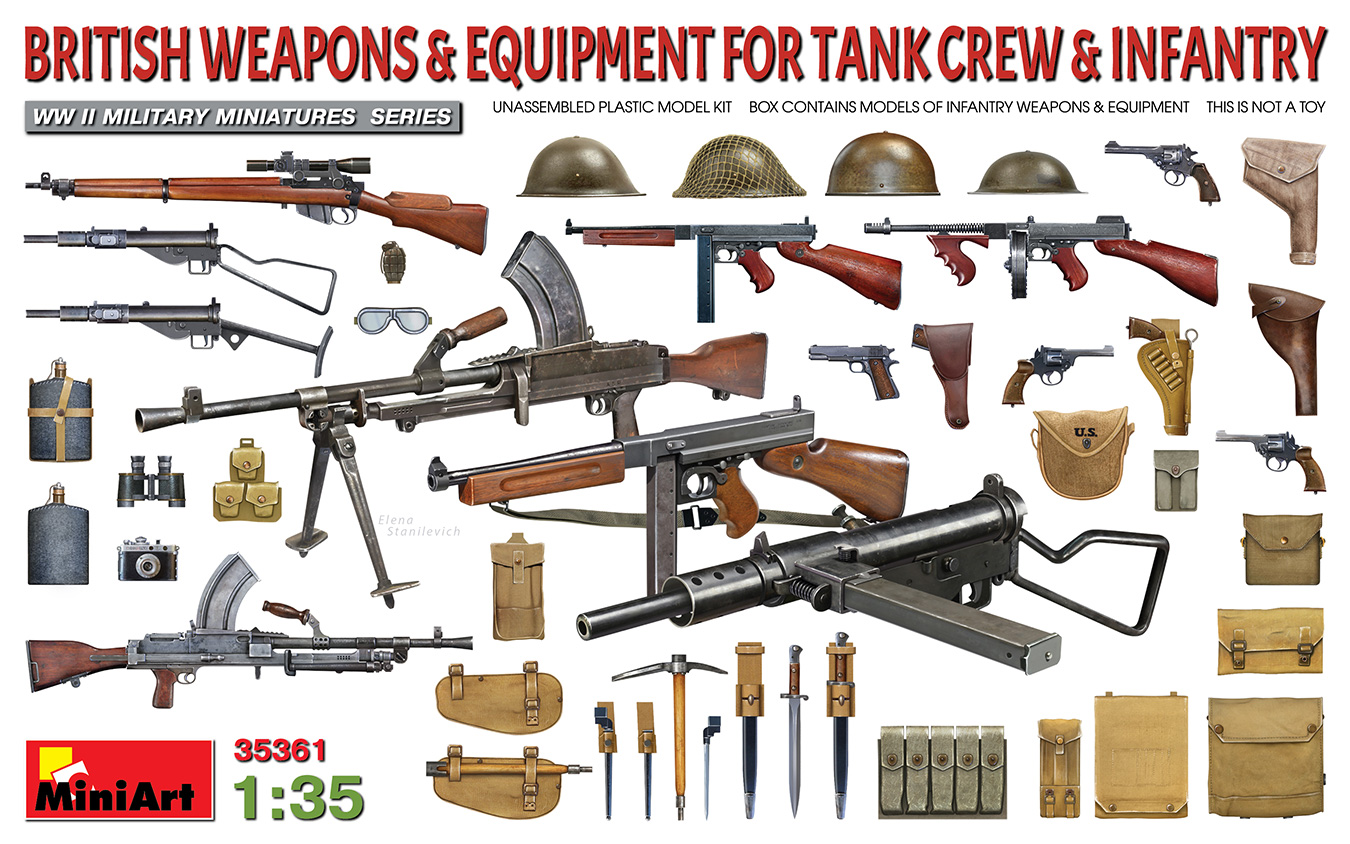 BRITISH WEAPONS & EQUIPMENT FOR TANK CREW & INFANTRY
WW II MILITARY MINIATURES SERIES
UNASSEMBLED PLASTIC MODEL KIT BOX CONTAINS MODELS OF INFANTRY WEAPONS & EQUIPMENT THIS IS NOT A TOY
U.S.
Elena
Stanilevich
MiniArt
35361
1:35